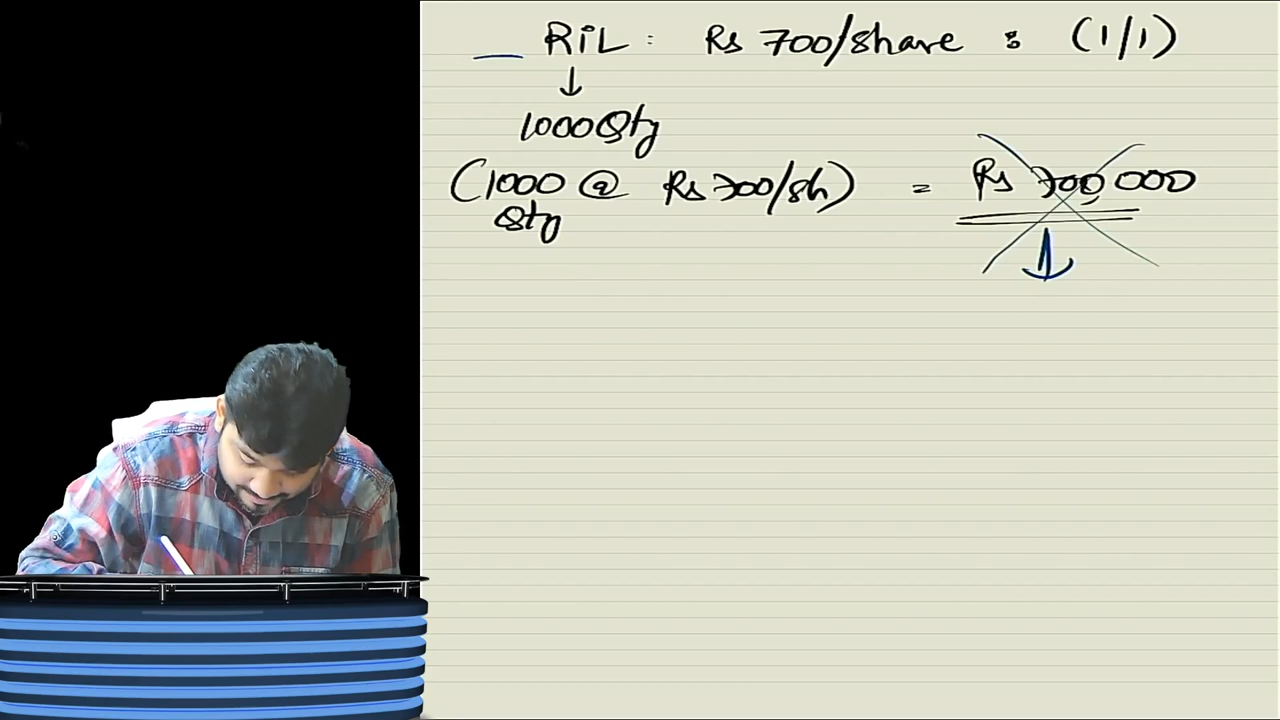 RIL : Rs 700/share : (1/1)
↓
1000 Qty
(1000 @ Rs 700/sh) = Rs 700,000
Qty
↓